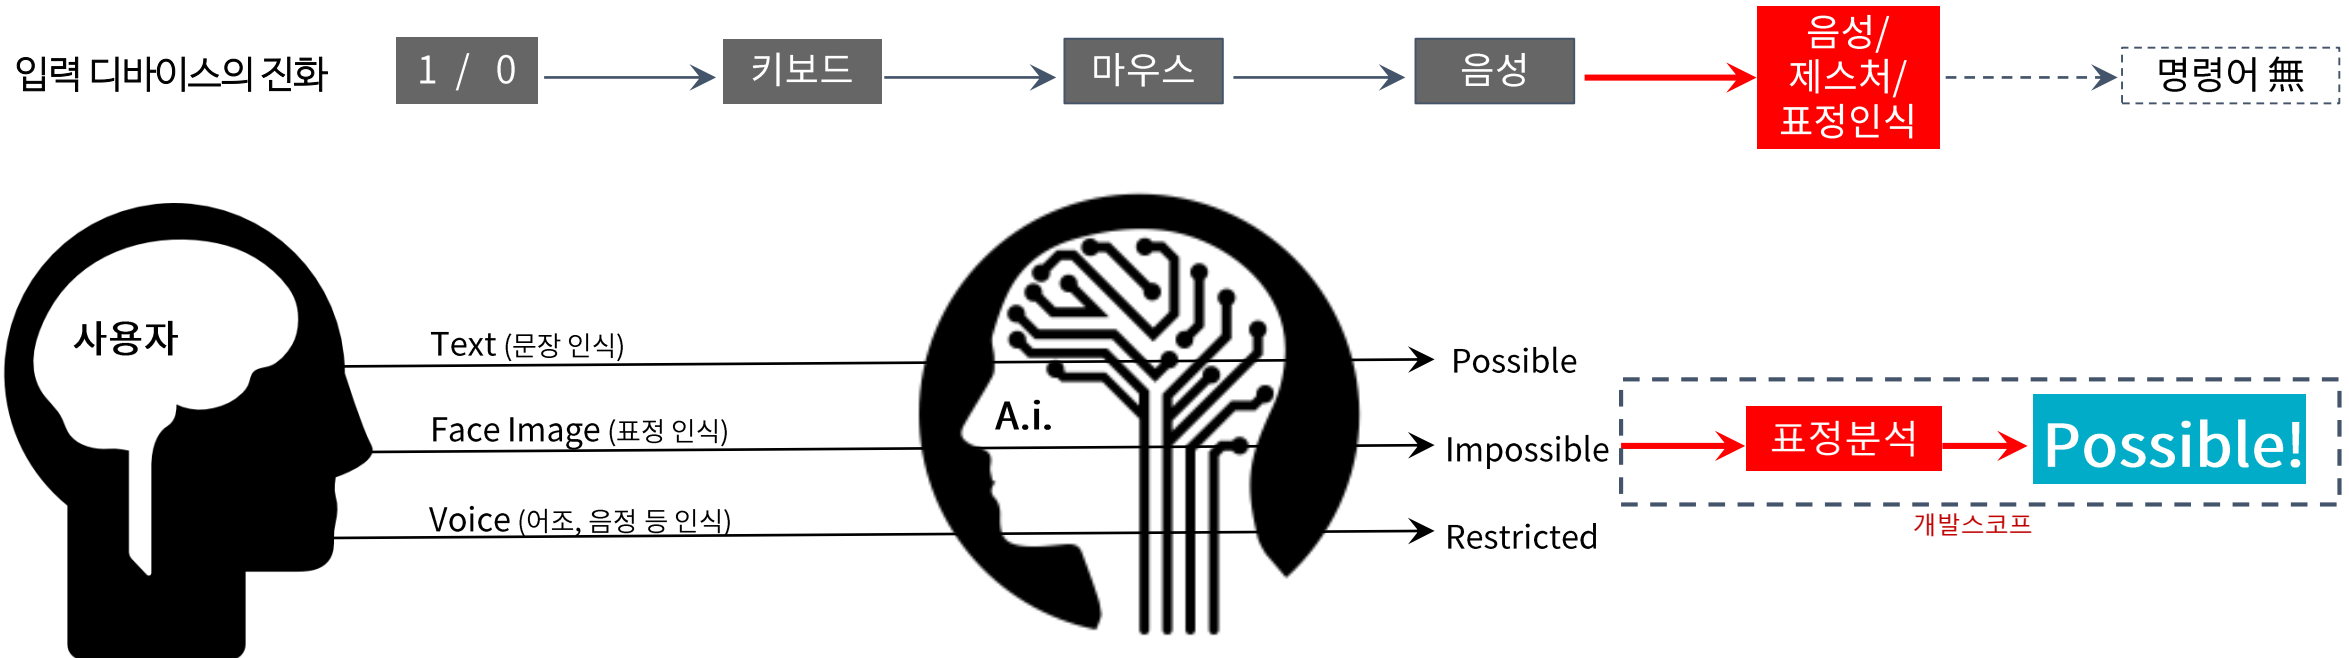 입력 디바이스의 진화
1 / 0
키보드
마우스
음성
음성/
제스처/
표정인식
명령어 無
사용자
Text (문장 인식)
Face Image (표정 인식)
Voice (어조, 음정 등 인식)
A.i.
Possible
Impossible
Restricted
표정분석
Possible!
개발스코프